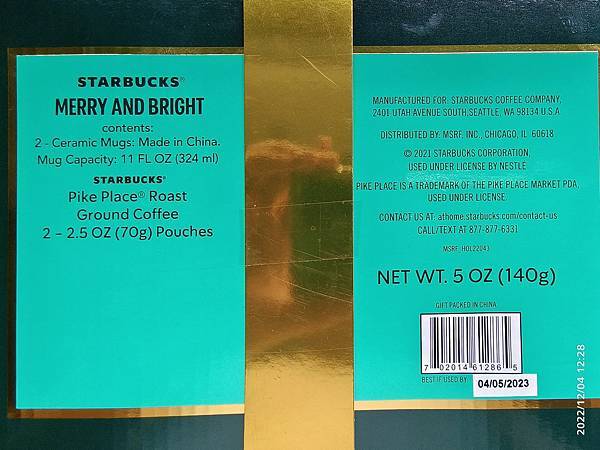 STARBUCKS®
MERRY AND BRIGHT
contents:
2 - Ceramic Mugs: Made in China.
Mug Capacity: 11 FL OZ (324 ml)
STARBUCKS®
Pike Place® Roast
Ground Coffee
2 – 2.5 OZ (70g) Pouches
MANUFACTURED FOR: STARBUCKS COFFEE COMPANY,
2401 UTAH AVENUE SOUTH,SEATTLE, WA 98134 U.S.A
DISTRIBUTED BY: MSRF, INC., CHICAGO, IL 60618
© 2021 STARBUCKS CORPORATION.
USED UNDER LICENSE BY NESTLÉ
PIKE PLACE IS A TRADEMARK OF THE PIKE PLACE MARKET PDA,
USED UNDER LICENSE.
CONTACT US AT: athome.starbucks.com/contact-us
CALL/TEXT AT 877-877-6331
MSRF: HOL22043
NET WT. 5 OZ (140g)
GIFT PACKED IN CHINA
7 02014 61286 5
BEST IF USED BY 04/05/2023
2022/12/04 12:28